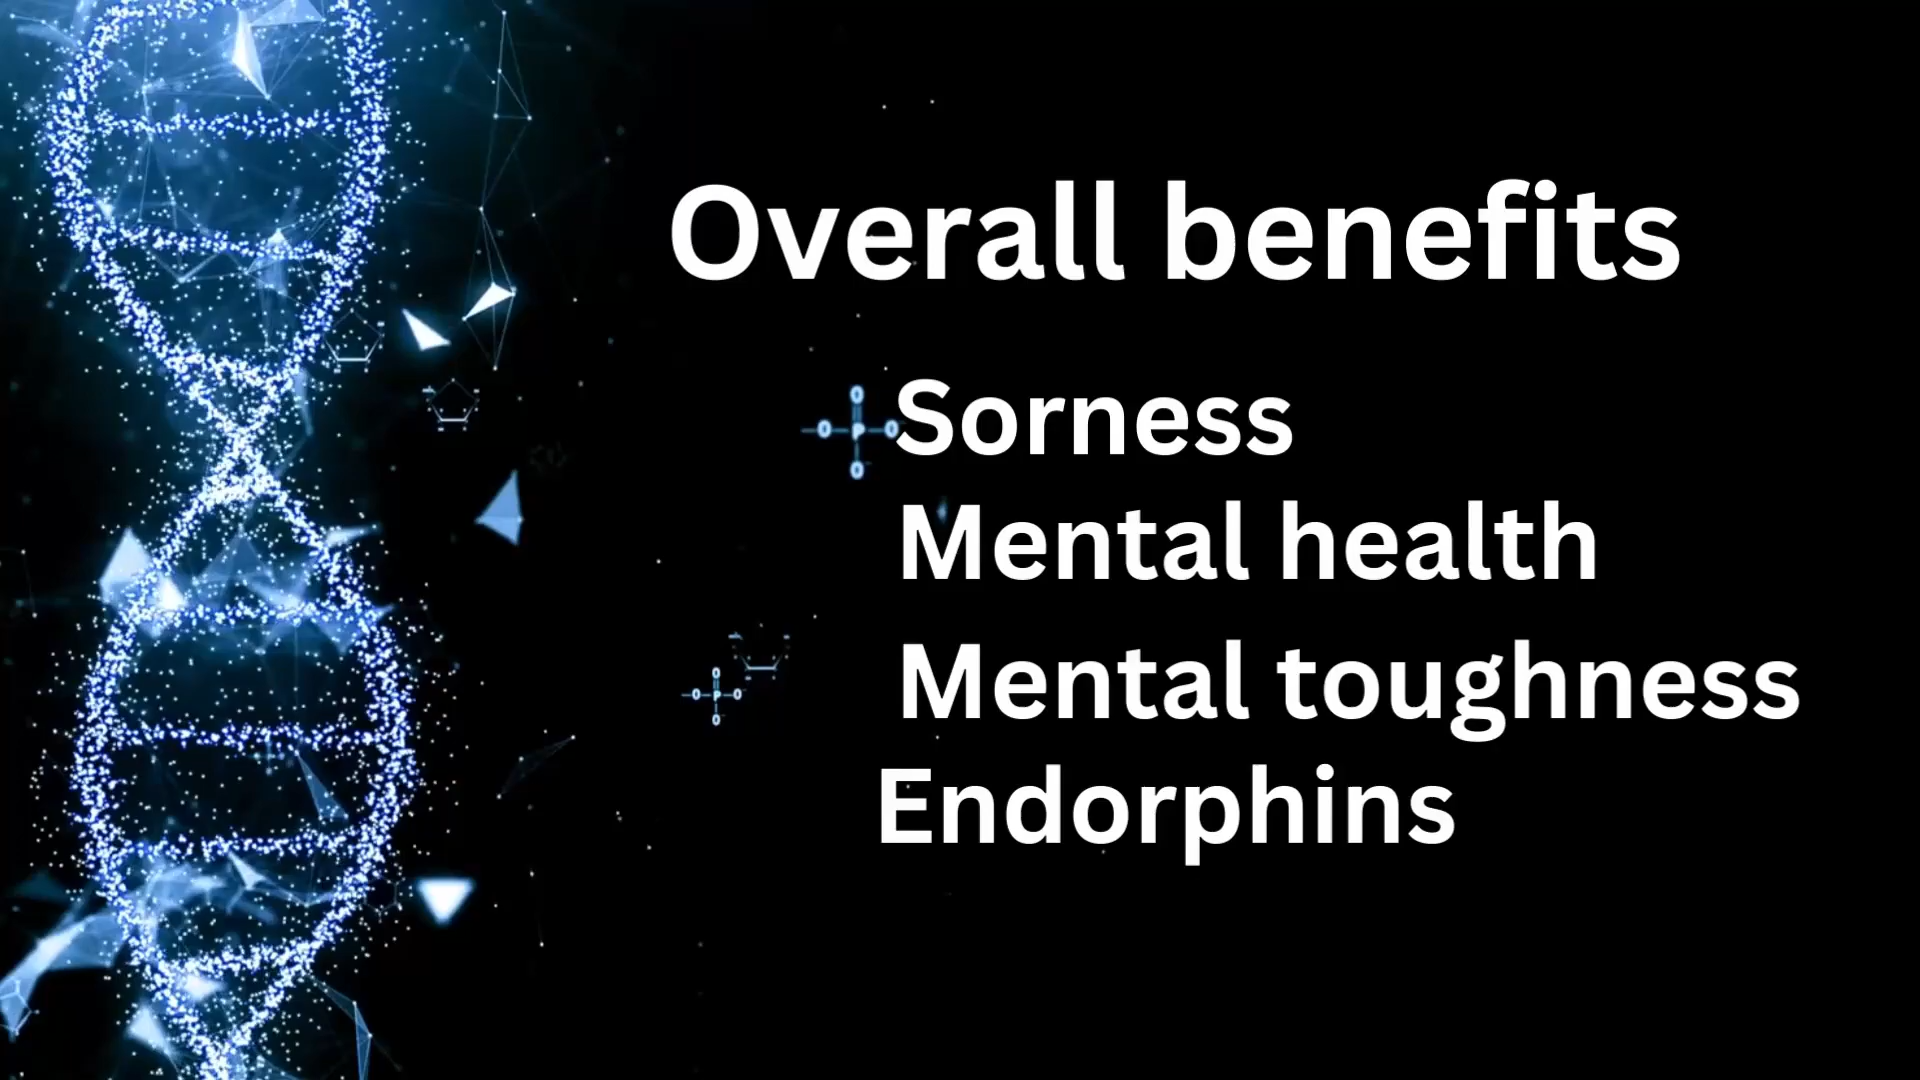 Overall benefits
Sorness
Mental health
Mental toughness
Endorphins
O
O P O
O
O
O P O
O